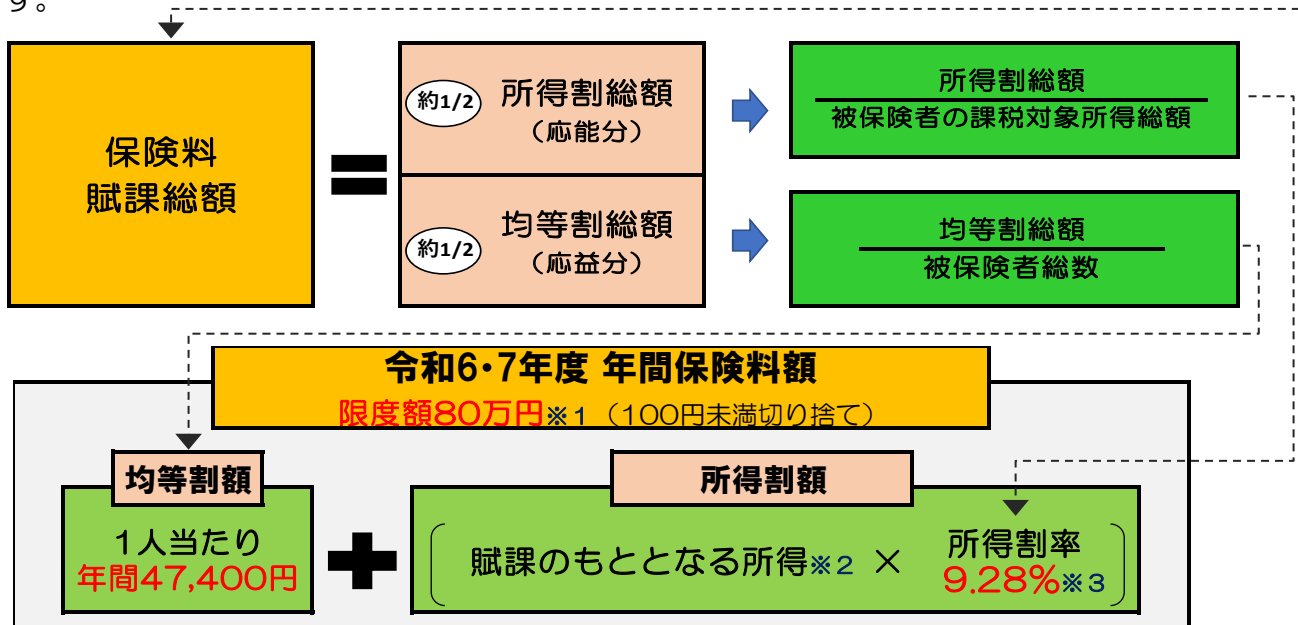 す。
保険料
賦課総額
＝
約1/2
所得割総額
（応能分）
所得割総額
被保険者の課税対象所得総額
約1/2
均等割総額
（応益分）
均等割総額
被保険者総数
令和6・7年度 年間保険料額
限度額80万円※1（100円未満切り捨て）
均等割額
1人当たり
年間47,400円
＋
所得割額
賦課のもととなる所得※2 ×
所得割率
9.28%※3